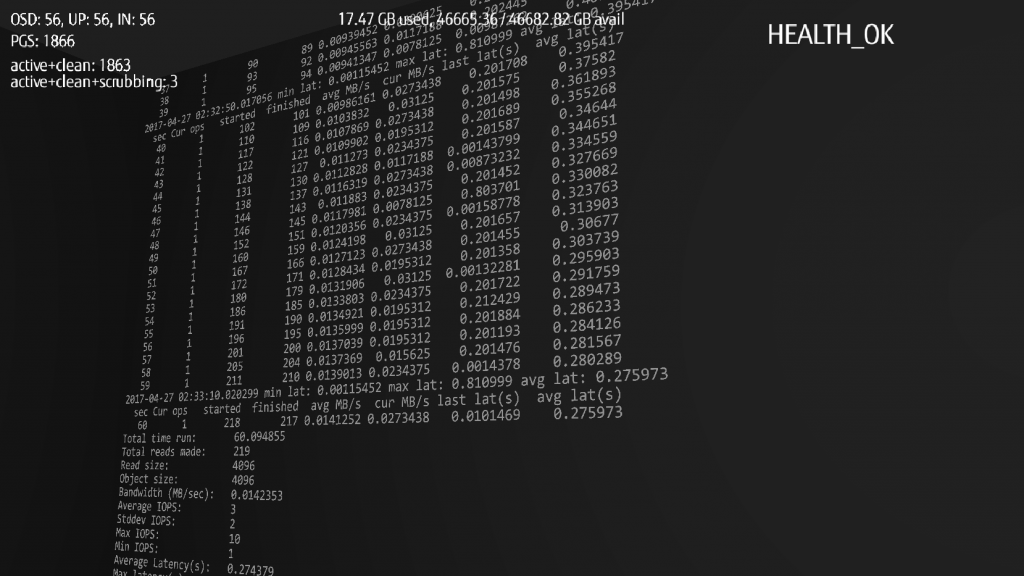 OSD: 56, UP: 56, IN: 56
17.47 GB used, 46665.36 / 46682.82 GB avail
PGS: 1866
HEALTH_OK
active+clean: 1863
active+clean+scrubbing: 3
90 89 0.00939452
93 92 0.00945563 0.0117188
1 94 0.00941347 0.0078125
38 1 95
39
2017-04-27 02:32:50.017056 min lat: 0.00115452 max lat: 0.810999 avg lat: 0.395417
sec Cur ops started finished avg MB/s cur MB/s last lat(s) avg lat(s)
40 1 102 101 0.00986161 0.0273438 0.201708 0.395417
41 1 110 109 0.0103832 0.03125 0.201575 0.37582
42 1 117 116 0.0107869 0.0273438 0.201498 0.361893
43 1 122 121 0.0109902 0.0195312 0.201689 0.355268
44 1 128 127 0.011273 0.0234375 0.201587 0.34644
45 1 131 130 0.0112828 0.0117188 0.00143799 0.344651
46 1 138 137 0.0116319 0.0273438 0.00873232 0.334559
47 1 144 143 0.011883 0.0234375 0.201452 0.327669
48 1 146 145 0.0117981 0.0078125 0.803701 0.330082
49 1 152 151 0.0120356 0.0234375 0.00158778 0.323763
50 1 160 159 0.0124198 0.03125 0.201657 0.313903
51 1 167 166 0.0127123 0.0273438 0.201455 0.30677
52 1 172 171 0.0128434 0.0195312 0.201358 0.303739
53 1 180 179 0.0131906 0.03125 0.00132281 0.295903
54 1 186 185 0.0133803 0.0234375 0.201722 0.291759
55 1 191 190 0.0134921 0.0195312 0.212429 0.289473
56 1 196 195 0.0135999 0.0195312 0.201884 0.286233
57 1 201 200 0.0137039 0.0195312 0.201193 0.284126
58 1 205 204 0.0137369 0.015625 0.201476 0.281567
59 1 211 210 0.0139013 0.0234375 0.0014378 0.280289
2017-04-27 02:33:10.020299 min lat: 0.00115452 max lat: 0.810999 avg lat: 0.275973
sec Cur ops started finished avg MB/s cur MB/s last lat(s) avg lat(s)
60 1 218 217 0.0141252 0.0273438 0.0101469 0.275973
Total time run: 60.094855
Total reads made: 219
Read size: 4096
Object size: 4096
Bandwidth (MB/sec): 0.0142353
Average IOPS: 3
Stddev IOPS: 2
Max IOPS: 10
Min IOPS: 1
Average Latency(s): 0.274379